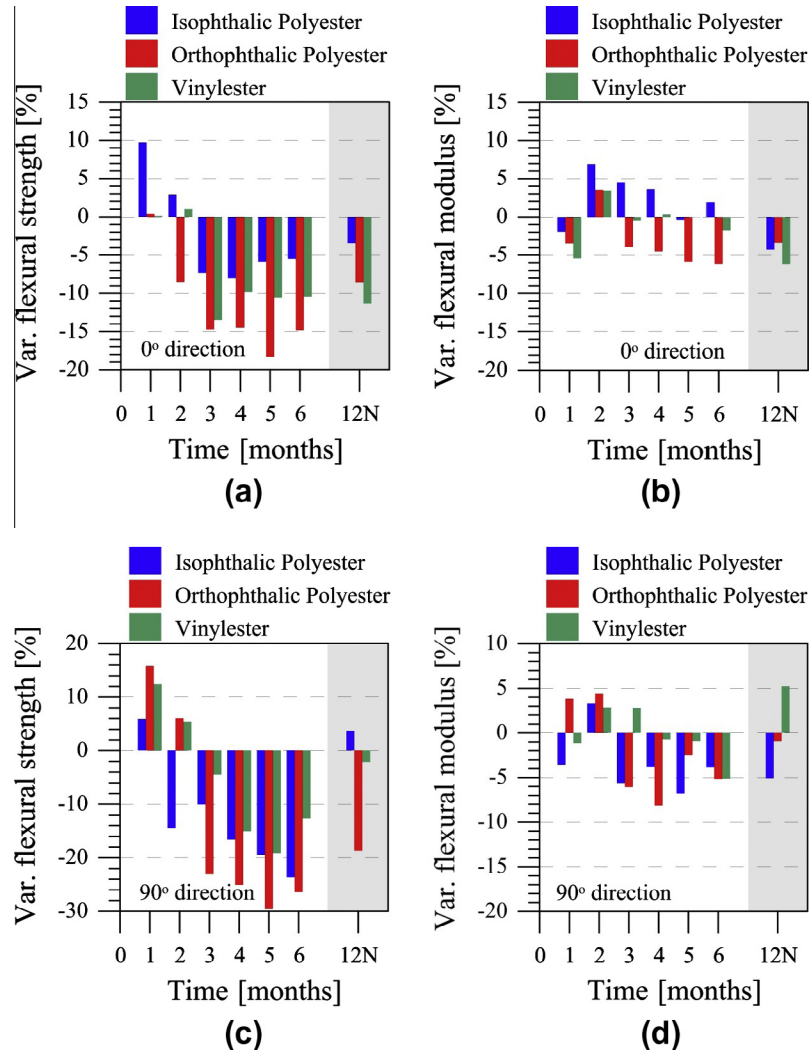 Isophthalic Polyester
Orthophthalic Polyester
Vinylester
Var. flexural strength [%]
15
10
5
0
-5
-10
-15
-20
0º direction
0 1 2 3 4 5 6 12N
Time [months]
(a)
Isophthalic Polyester
Orthophthalic Polyester
Vinylester
Var. flexural modulus [%]
15
10
5
0
-5
-10
-15
-20
0º direction
0 1 2 3 4 5 6 12N
Time [months]
(b)
Isophthalic Polyester
Orthophthalic Polyester
Vinylester
Var. flexural strength [%]
20
10
0
-10
-20
-30
90º direction
0 1 2 3 4 5 6 12N
Time [months]
(c)
Isophthalic Polyester
Orthophthalic Polyester
Vinylester
Var. flexural modulus [%]
10
5
0
-5
-10
-15
-20
90º direction
0 1 2 3 4 5 6 12N
Time [months]
(d)